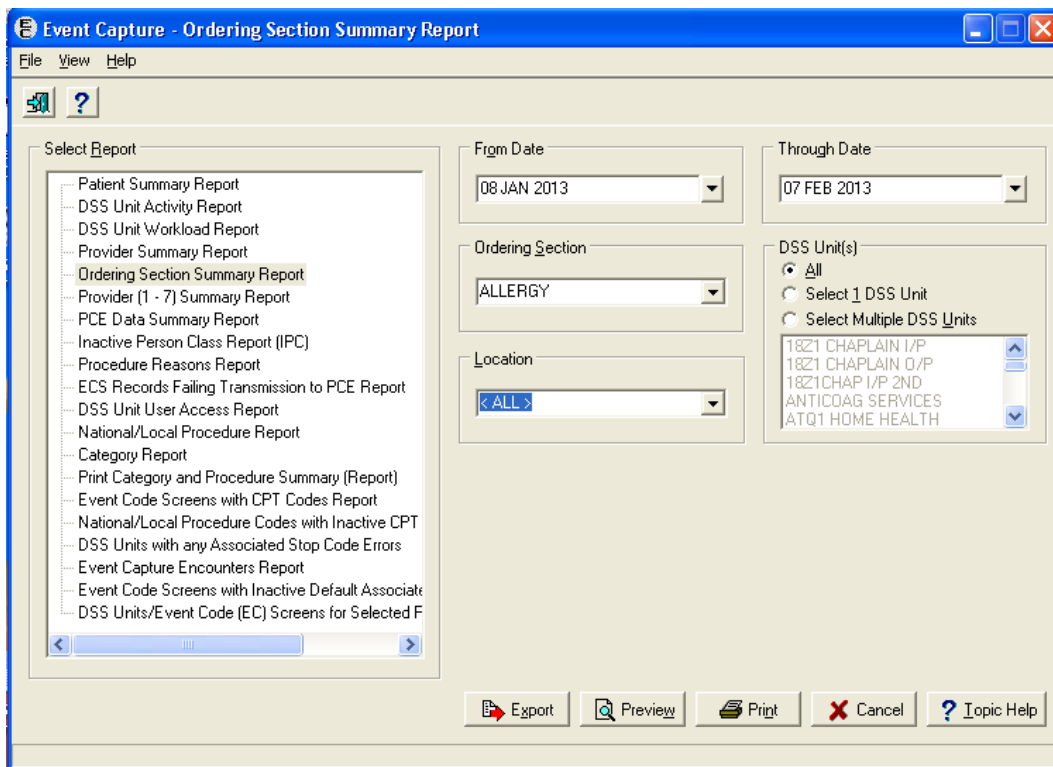 Event Capture - Ordering Section Summary Report
File View Help
Select Report
Patient Summary Report
DSS Unit Activity Report
DSS Unit Workload Report
Provider Summary Report
Ordering Section Summary Report
Provider (1 - 7) Summary Report
PCE Data Summary Report
Inactive Person Class Report (IPC)
Procedure Reasons Report
ECS Records Failing Transmission to PCE Report
DSS Unit User Access Report
National/Local Procedure Report
Category Report
Print Category and Procedure Summary (Report)
Event Code Screens with CPT Codes Report
National/Local Procedure Codes with Inactive CPT
DSS Units with any Associated Stop Code Errors
Event Capture Encounters Report
Event Code Screens with Inactive Default Associate
DSS Units/Event Code (EC) Screens for Selected F
From Date
08 JAN 2013
Through Date
07 FEB 2013
Ordering Section
ALLERGY
Location
< ALL >
DSS Unit(s)
All
Select 1 DSS Unit
Select Multiple DSS Units
18Z1 CHAPLAIN I/P
18Z1 CHAPLAIN O/P
18Z1CHAP I/P 2ND
ANTICOAG SERVICES
ATQ1 HOME HEALTH
Export
Preview
Print
Cancel
? Topic Help